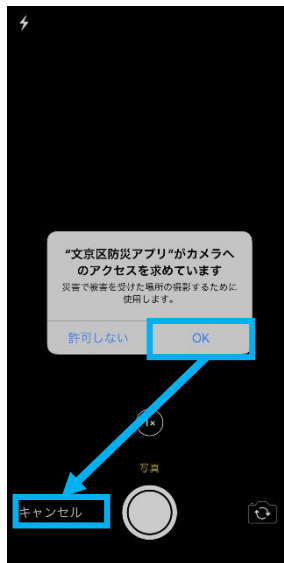 “文京区防災アプリ”がカメラへ
のアクセスを求めています
災害で被害を受けた場所の撮影するために
使用します。
許可しない OK
1×
写真
キャンセル